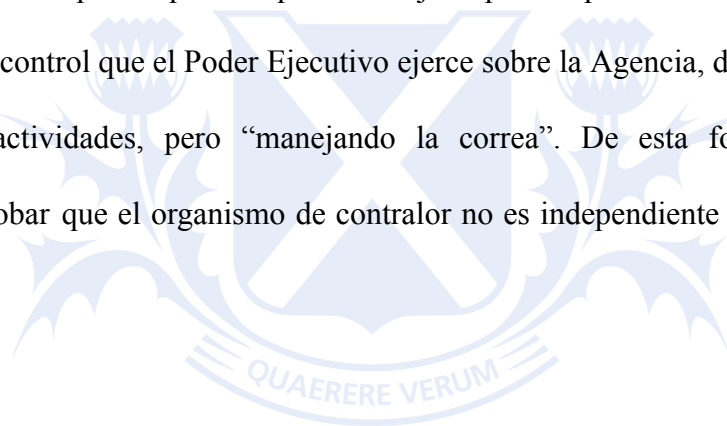 control que el Poder Ejecutivo ejerce sobre la Agencia, d
actividades, pero “manejando la correa”. De esta fo
obar que el organismo de contralor no es independiente
QUAERERE VERUM